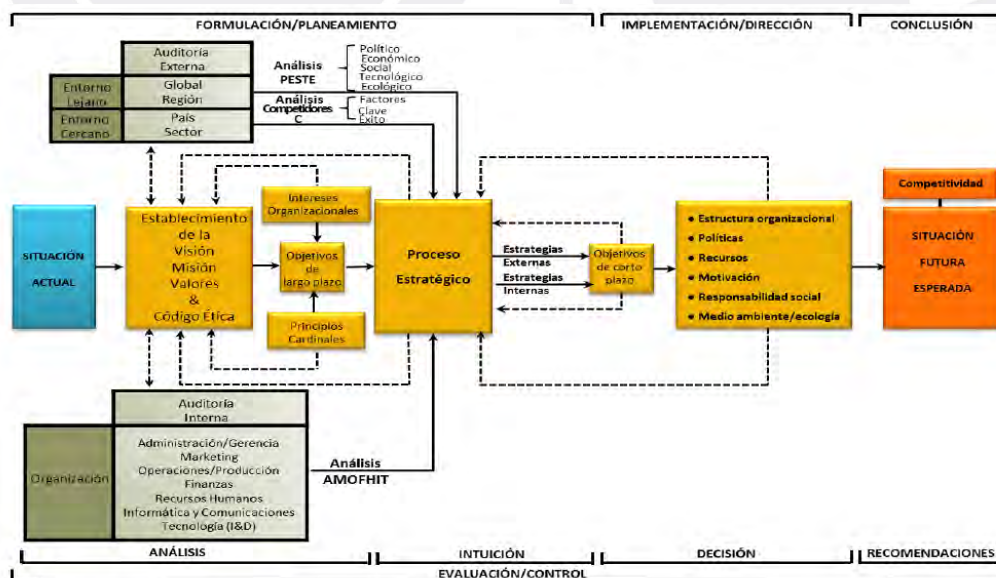 FORMULACIÓN/PLANEAMIENTO
IMPLEMENTACIÓN/DIRECCIÓN
CONCLUSIÓN
Auditoría
Externa
Entorno
Lejano
Global
Región
Entorno
Cercano
País
Sector
Análisis
PESTE
Político
Económico
Social
Tecnológico
Ecológico
Análisis
Competidores
C
Factores
Clave
Éxito
SITUACIÓN
ACTUAL
Establecimiento
de la
Visión
Misión
Valores
&
Código Ética
Intereses
Organizacionales
Objetivos
de
largo plazo
Principios
Cardinales
Proceso
Estratégico
Estrategias
Externas
Estrategias
Internas
Objetivos
de corto
plazo
• Estructura organizacional
• Políticas
• Recursos
• Motivación
• Responsabilidad social
• Medio ambiente/ecología
Competitividad
SITUACIÓN
FUTURA
ESPERADA
Auditoría
Interna
Organización
Administración/Gerencia
Marketing
Operaciones/Producción
Finanzas
Recursos Humanos
Informática y Comunicaciones
Tecnología (I&D)
Análisis
AMOFHIT
ANÁLISIS
INTUICIÓN
DECISIÓN
RECOMENDACIONES
EVALUACIÓN/CONTROL